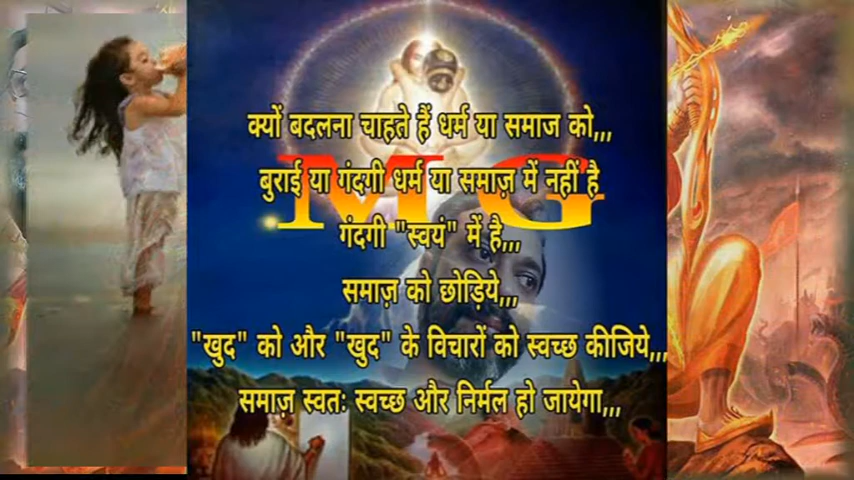 क्यों बदलना चाहते हैं धर्म या समाज को,,,
MG
बुराई या गंदगी धर्म या समाज़ में नहीं है
गंदगी "स्वयं" में है,,,
समाज़ को छोड़िये,,,
"खुद" को और "खुद" के विचारों को स्वच्छ कीजिये,,,
समाज़ स्वतः स्वच्छ और निर्मल हो जायेगा,,,